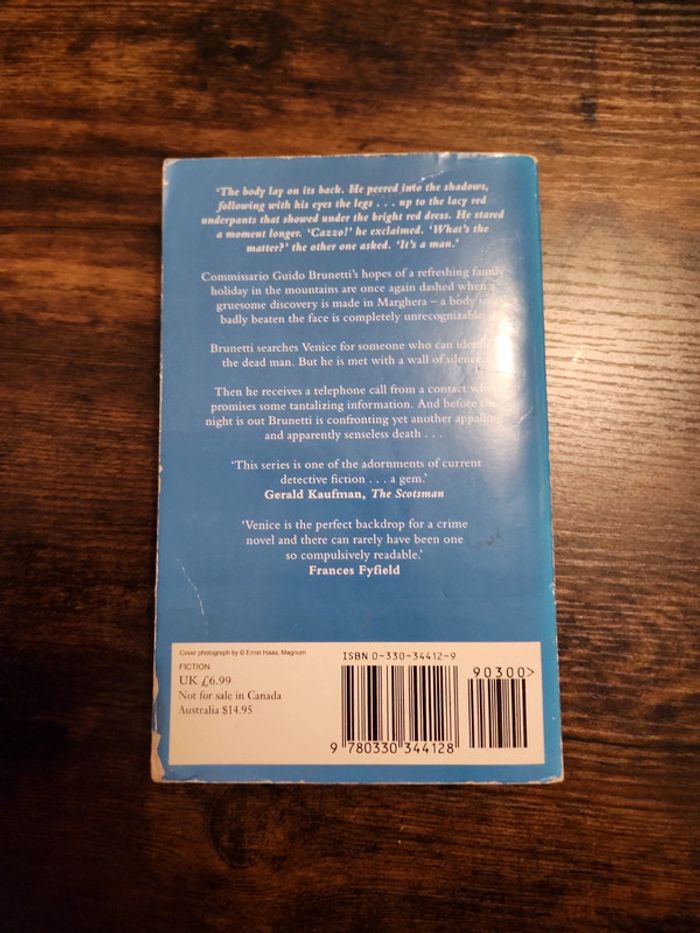 ‘The body lay on its back. He peered into the shadows,
following with his eyes the legs . . . up to the lacy red
underpants that showed under the bright red dress. He stared
a moment longer. ‘Cazzo!’ he exclaimed. ‘What’s the
matter?’ the other one asked. ‘It’s a man.’
Commissario Guido Brunetti’s hopes of a refreshing family
holiday in the mountains are once again dashed when a
gruesome discovery is made in Marghera – a body so
badly beaten the face is completely unrecognizable.
Brunetti searches Venice for someone who can identify
the dead man. But he is met with a wall of silence.
Then he receives a telephone call from a contact who
promises some tantalizing information. And before the
night is out Brunetti is confronting yet another appalling
and apparently senseless death . . .
‘This series is one of the adornments of current
detective fiction . . . a gem.’
Gerald Kaufman, The Scotsman
‘Venice is the perfect backdrop for a crime
novel and there can rarely have been one
so compulsively readable.’
Frances Fyfield
Cover photograph by © Ernst Haas, Magnum
FICTION
UK £6.99
Not for sale in Canada
Australia $14.95
ISBN 0-330-34412-9
90300>
9 780330 344128